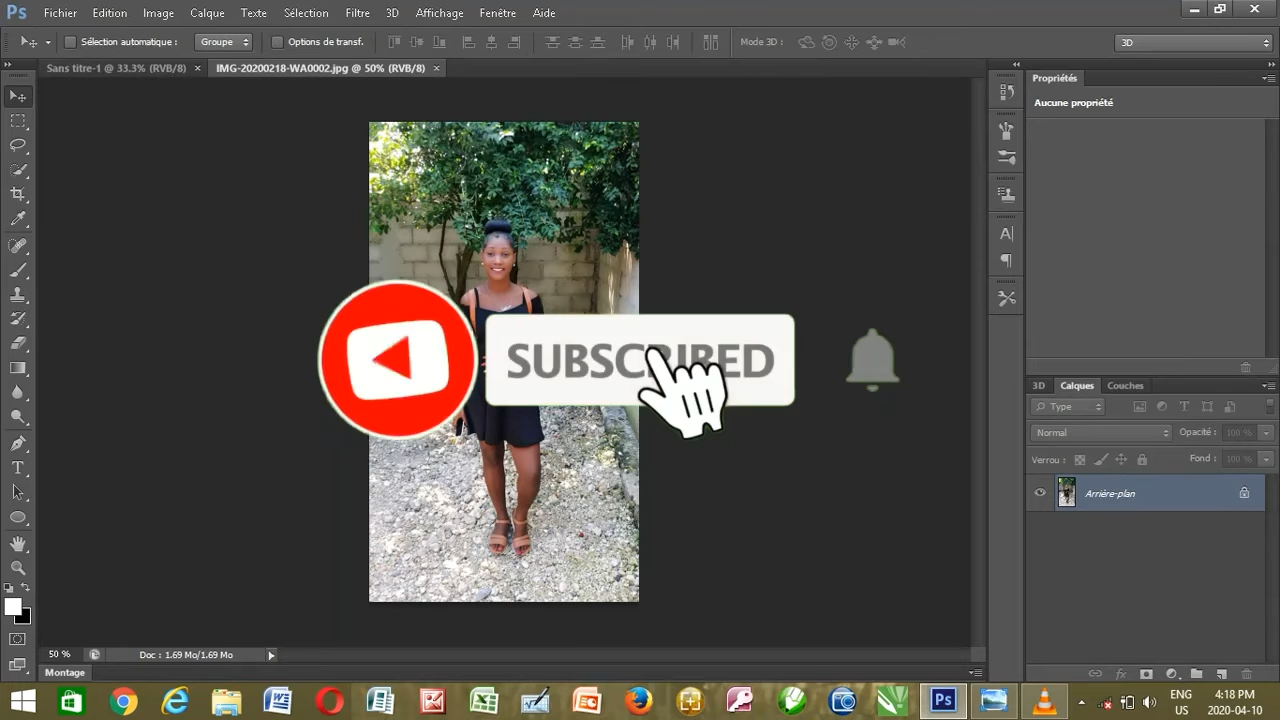 Ps Fichier Edition Image Calque Texte Sélection Filtre 3D Affichage Fenêtre Aide
Sélection automatique : Groupe Options de transf. Mode 3D : 3D
Sans titre-1 @ 33.3% (RVB/8) × IMG-20200218-WA0002.jpg @ 50% (RVB/8) ×
Propriétés
Aucune propriété
SUBSCRIBED
3D Calques Couches
Type
Normal Opacité : 100 %
Verrou : Fond : 100 %
Arrière-plan
50 % Doc : 1.69 Mo/1.69 Mo
Montage
ENG 4:18 PM
US 2020-04-10